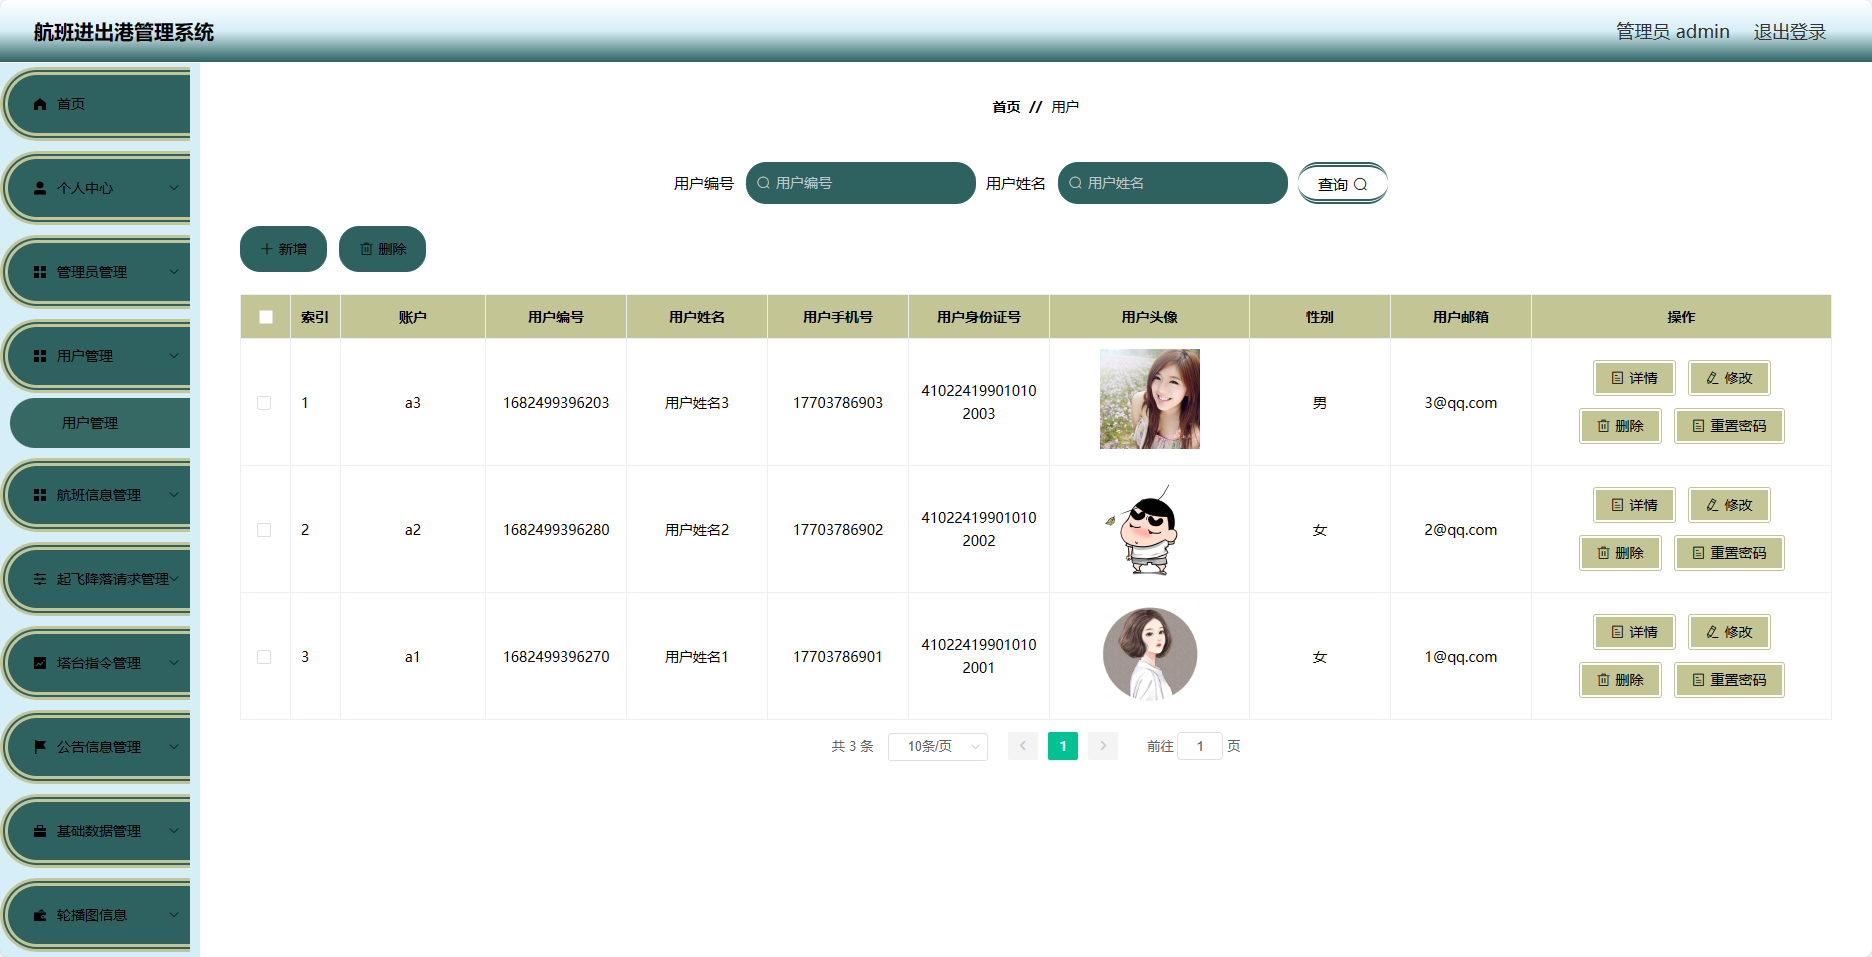 航班进出港管理系统
管理员 admin 退出登录
首页
个人中心
管理员管理
用户管理
用户管理
航班信息管理
起飞降落请求管理
塔台指令管理
公告信息管理
基础数据管理
轮播图信息
首页 // 用户
用户编号 用户编号 用户姓名 用户姓名 查询
新增 删除
索引 账户 用户编号 用户姓名 用户手机号 用户身份证号 用户头像 性别 用户邮箱 操作
1 a3 1682499396203 用户姓名3 17703786903 41022419901010 男 3@qq.com 详情 修改
2003 删除 重置密码
2 a2 1682499396280 用户姓名2 17703786902 41022419901010 女 2@qq.com 详情 修改
2002 删除 重置密码
3 a1 1682499396270 用户姓名1 17703786901 41022419901010 女 1@qq.com 详情 修改
2001 删除 重置密码
共 3 条 10条/页 1 前往 1 页